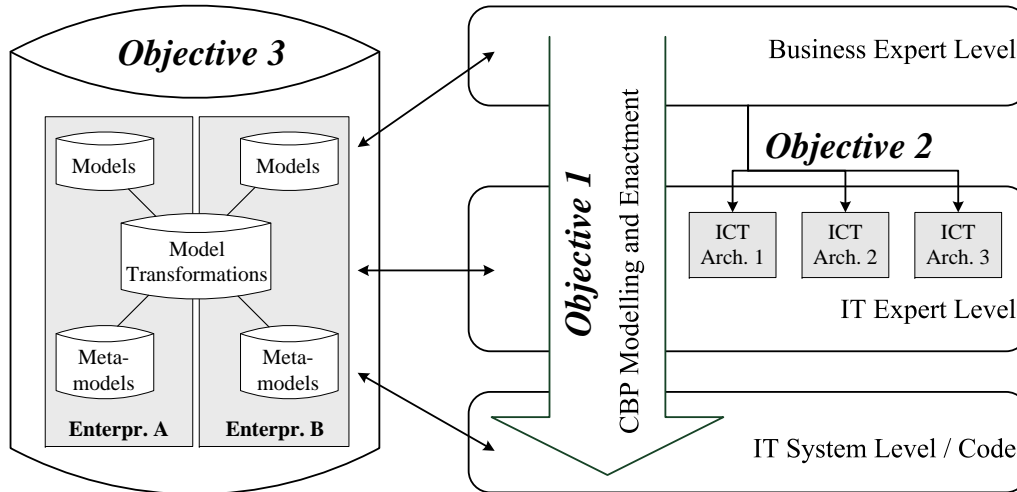 Objective 3
Models
Models
Model
Transformations
Meta-
models
Meta-
models
Enterpr. A
Enterpr. B
Business Expert Level
Objective 1
CBP Modelling and Enactment
Objective 2
ICT
Arch. 1
ICT
Arch. 2
ICT
Arch. 3
IT Expert Level
IT System Level / Code